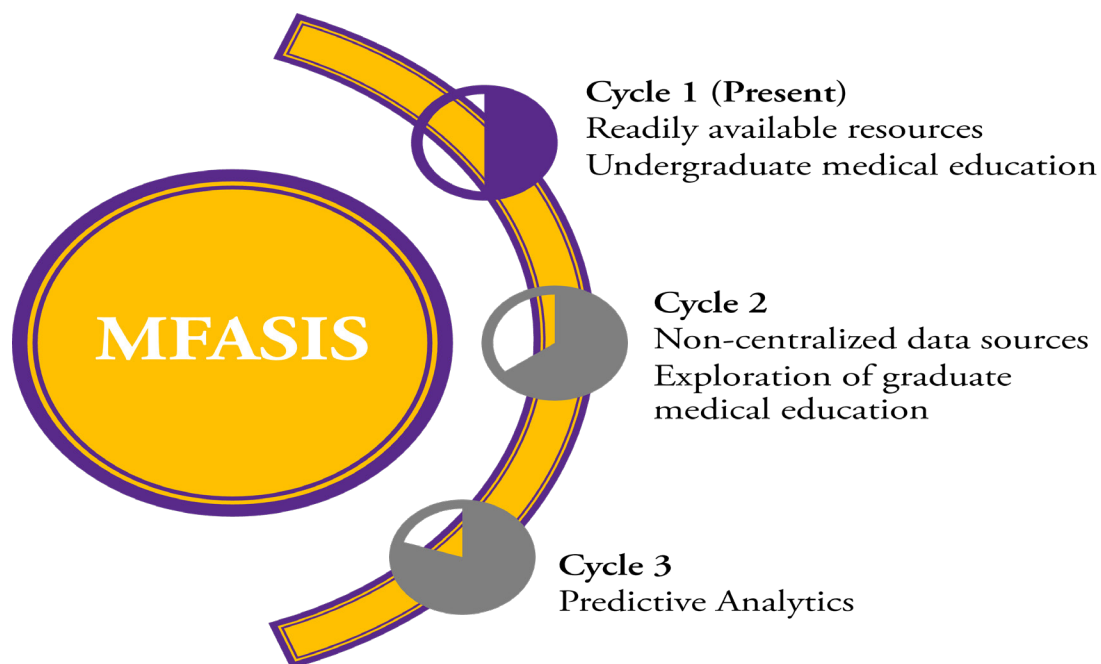 MFASIS
Cycle 1 (Present)
Readily available resources
Undergraduate medical education
Cycle 2
Non-centralized data sources
Exploration of graduate
medical education
Cycle 3
Predictive Analytics